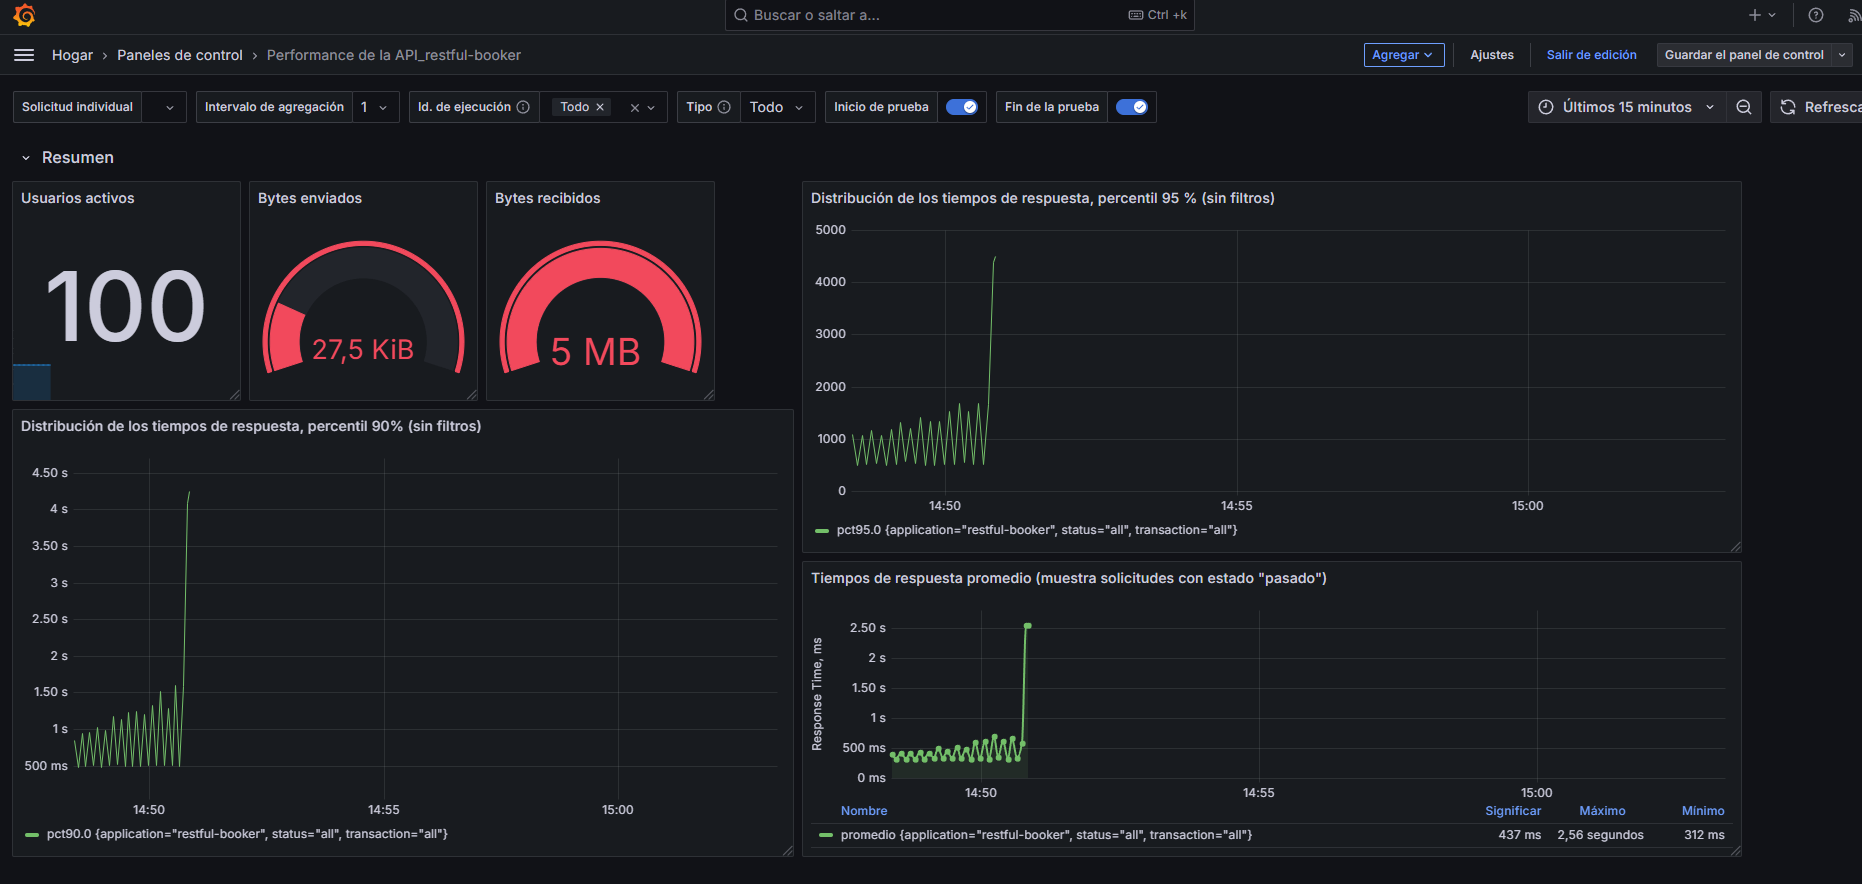 Buscar o saltar a...
Ctrl +k
Hogar › Paneles de control › Performance de la API_restful-booker
Agregar
Ajustes
Salir de edición
Guardar el panel de control
Solicitud individual
Intervalo de agregación 1
Id. de ejecución Todo
Tipo Todo
Inicio de prueba
Fin de la prueba
Últimos 15 minutos
Refresca
Resumen
Usuarios activos
100
Bytes enviados
27,5 KiB
Bytes recibidos
5 MB
Distribución de los tiempos de respuesta, percentil 95 % (sin filtros)
5000
4000
3000
2000
1000
0
14:50 14:55 15:00
pct95.0 {application="restful-booker", status="all", transaction="all"}
Distribución de los tiempos de respuesta, percentil 90% (sin filtros)
4.50 s
4 s
3.50 s
3 s
2.50 s
2 s
1.50 s
1 s
500 ms
14:50 14:55 15:00
pct90.0 {application="restful-booker", status="all", transaction="all"}
Tiempos de respuesta promedio (muestra solicitudes con estado "pasado")
Response Time, ms
2.50 s
2 s
1.50 s
1 s
500 ms
0 ms
14:50 14:55 15:00
Nombre Significar Máximo Mínimo
promedio {application="restful-booker", status="all", transaction="all"} 437 ms 2,56 segundos 312 ms